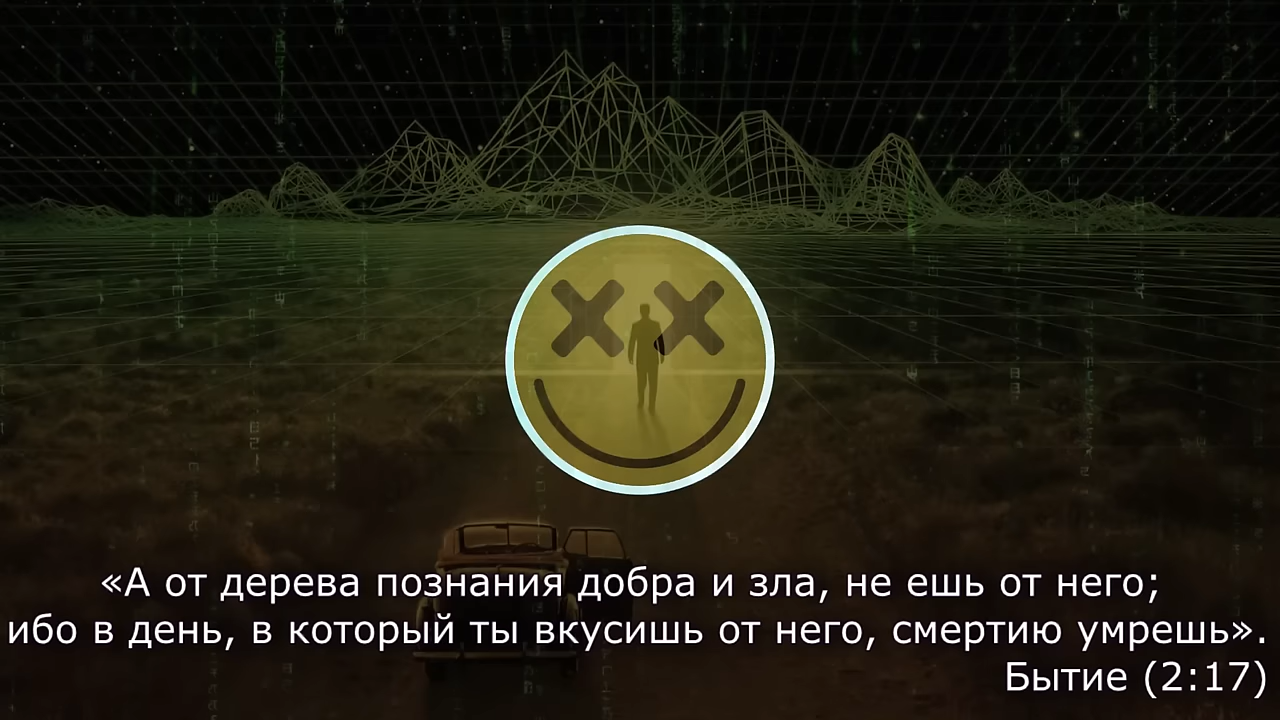 «А от дерева познания добра и зла, не ешь от него;
ибо в день, в который ты вкусишь от него, смертию умрешь».
Бытие (2:17)